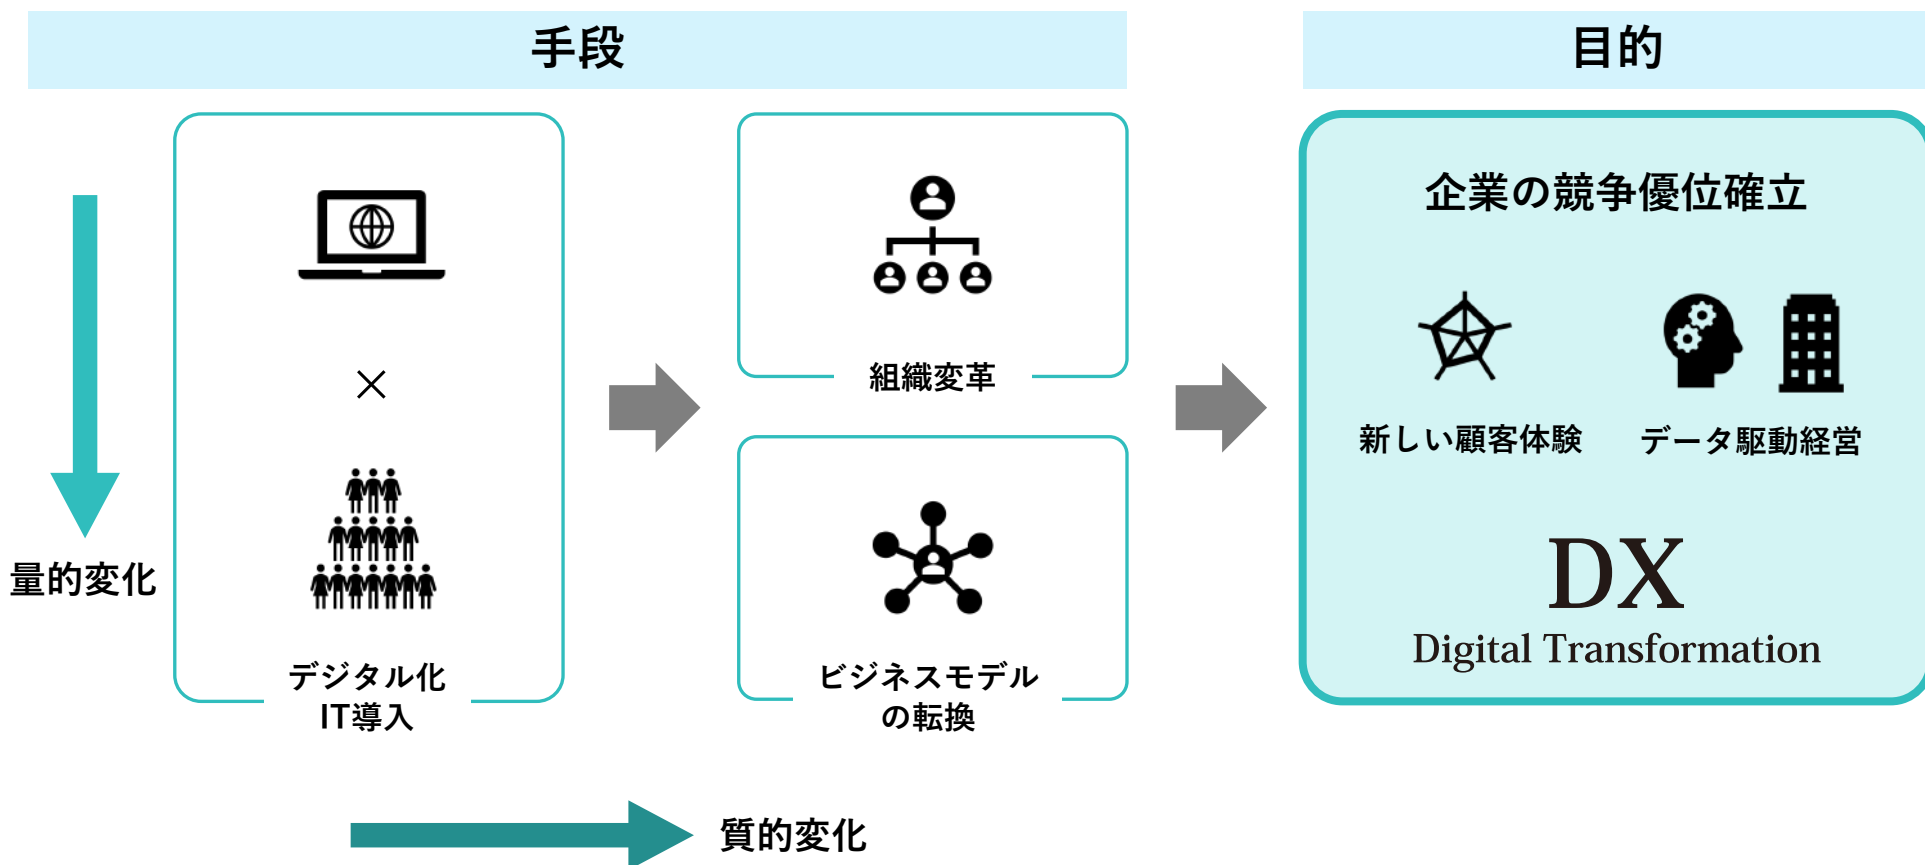 手段
目的
量的変化
×
デジタル化
IT導入
組織変革
ビジネスモデル
の転換
企業の競争優位確立
新しい顧客体験
データ駆動経営
DX
Digital Transformation
質的変化